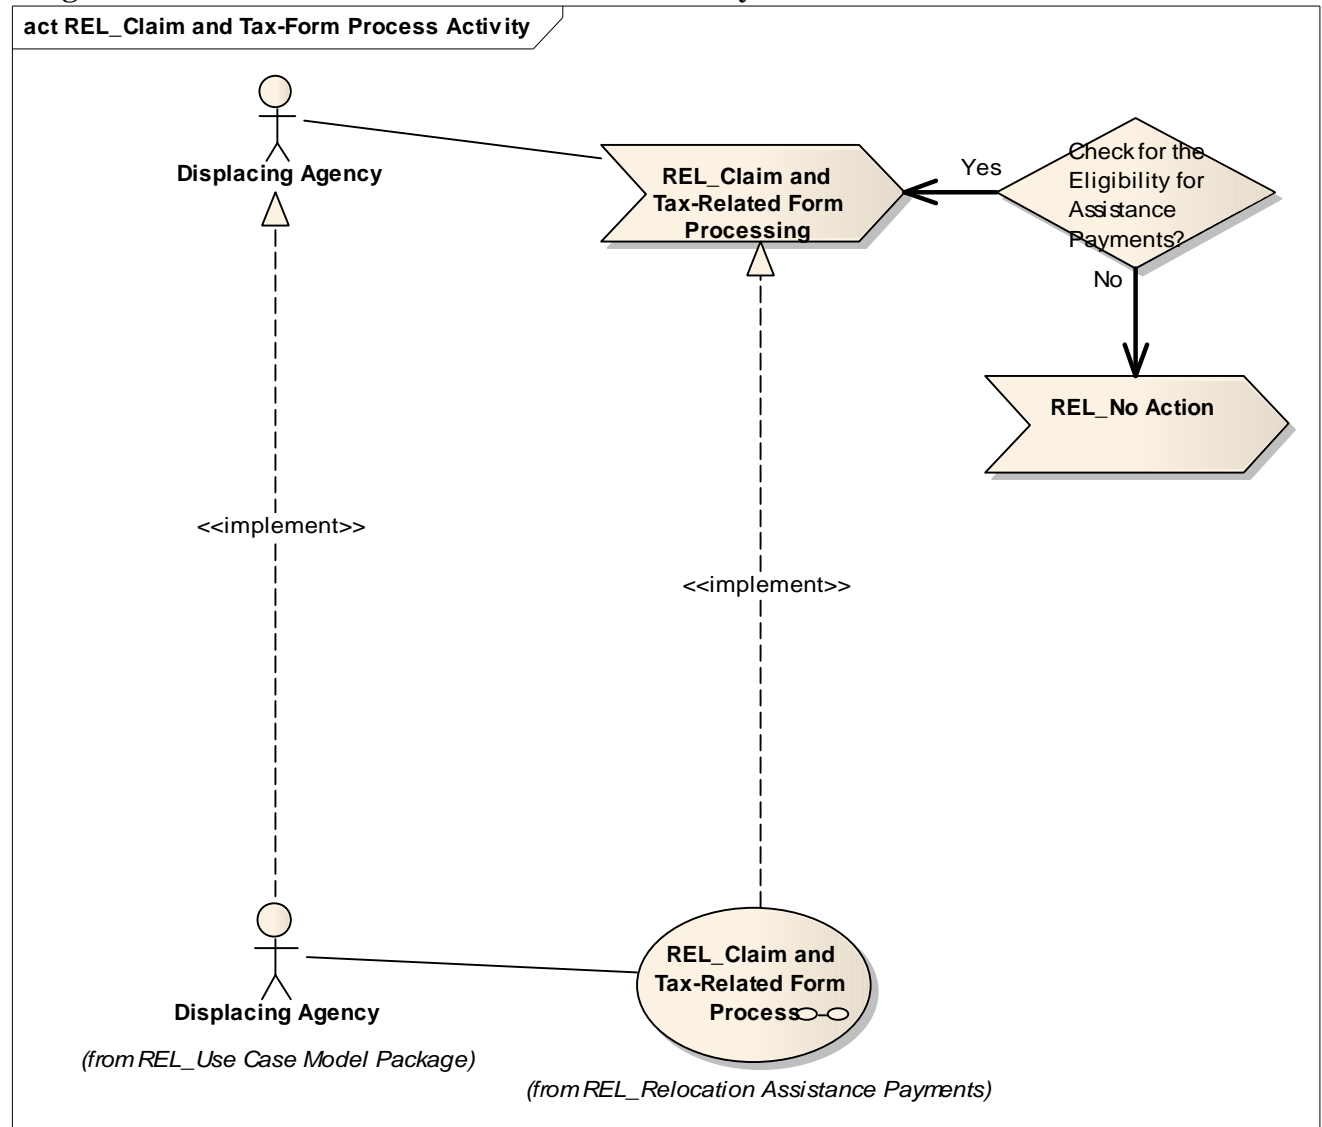 act REL_Claim and Tax-Form Process Activity
Displacing Agency
REL_Claim and
Tax-Related Form
Processing
Yes
Check for the
Eligibility for
Assistance
Payments?
No
REL_No Action
<<implement>>
<<implement>>
REL_Claim and
Tax-Related Form
Process
Displacing Agency
(from REL_Use Case Model Package)
(from REL_Relocation Assistance Payments)